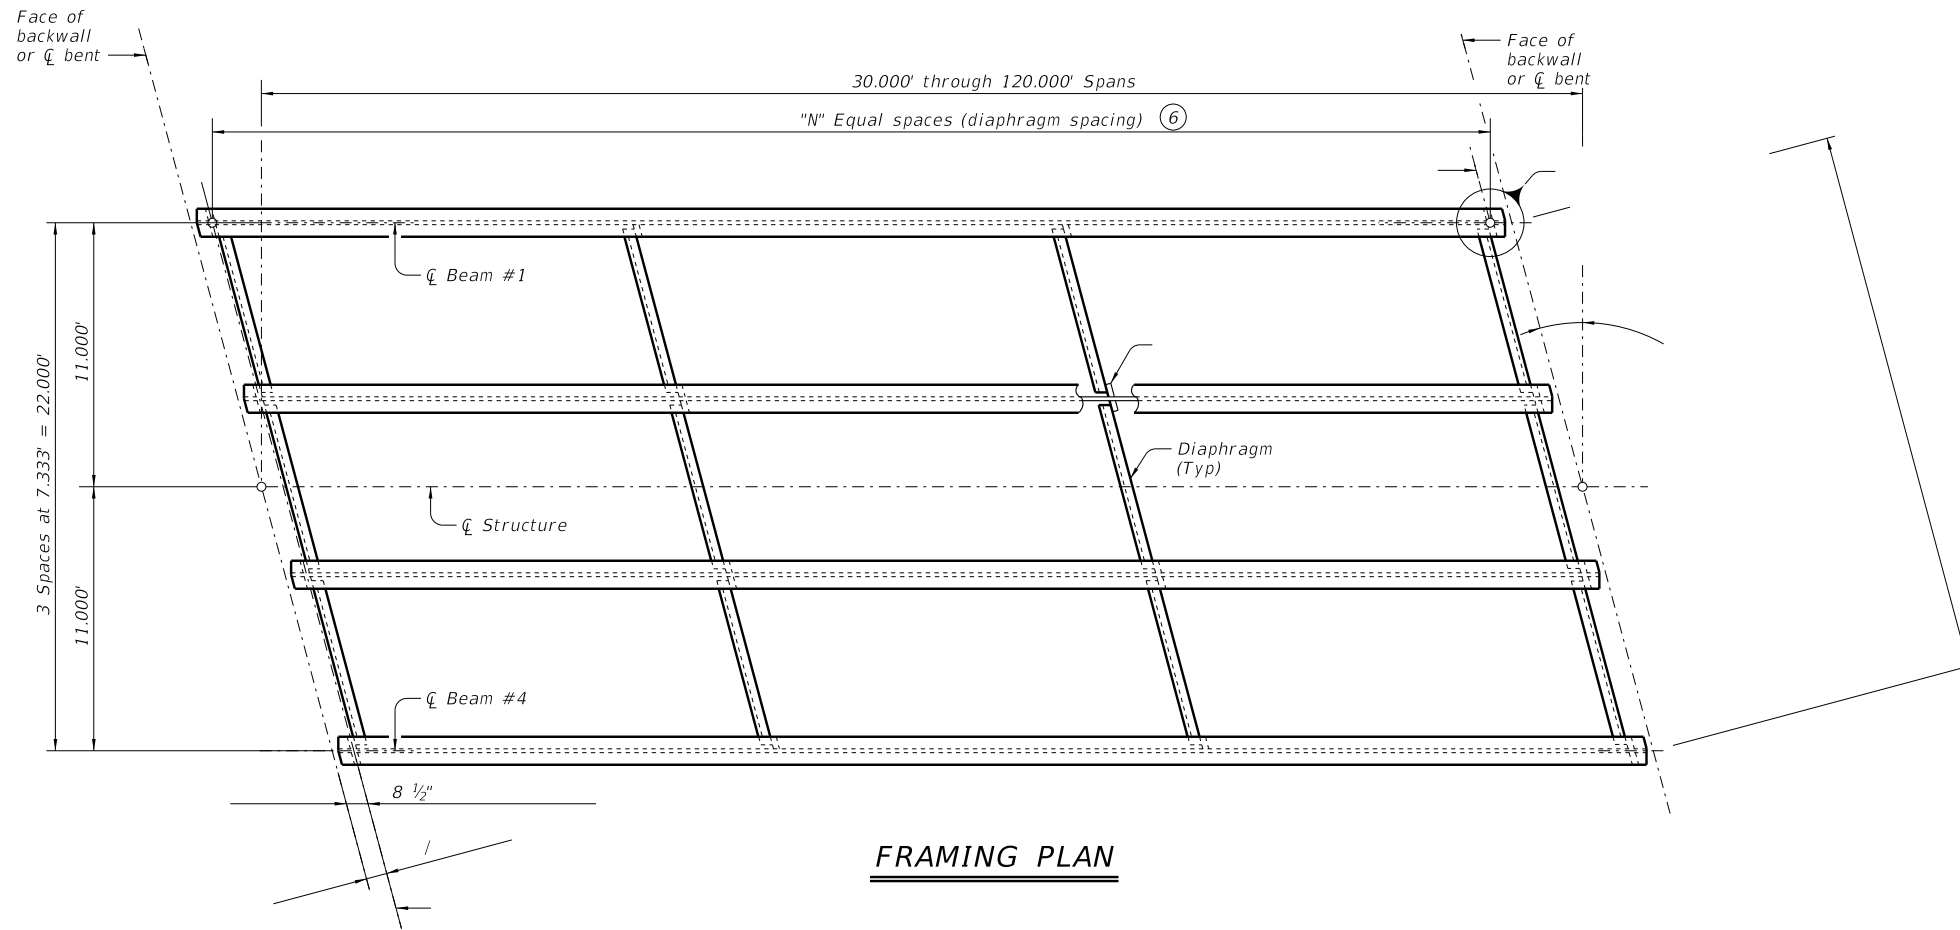 Face of
backwall
or ℄ bent
Face of
backwall
or ℄ bent
30.000' through 120.000' Spans
"N" Equal spaces (diaphragm spacing) 6
℄ Beam #1
11.000'
3 Spaces at 7.333' = 22.000'
Diaphragm
(Typ)
℄ Structure
11.000'
℄ Beam #4
8 ½"
FRAMING PLAN